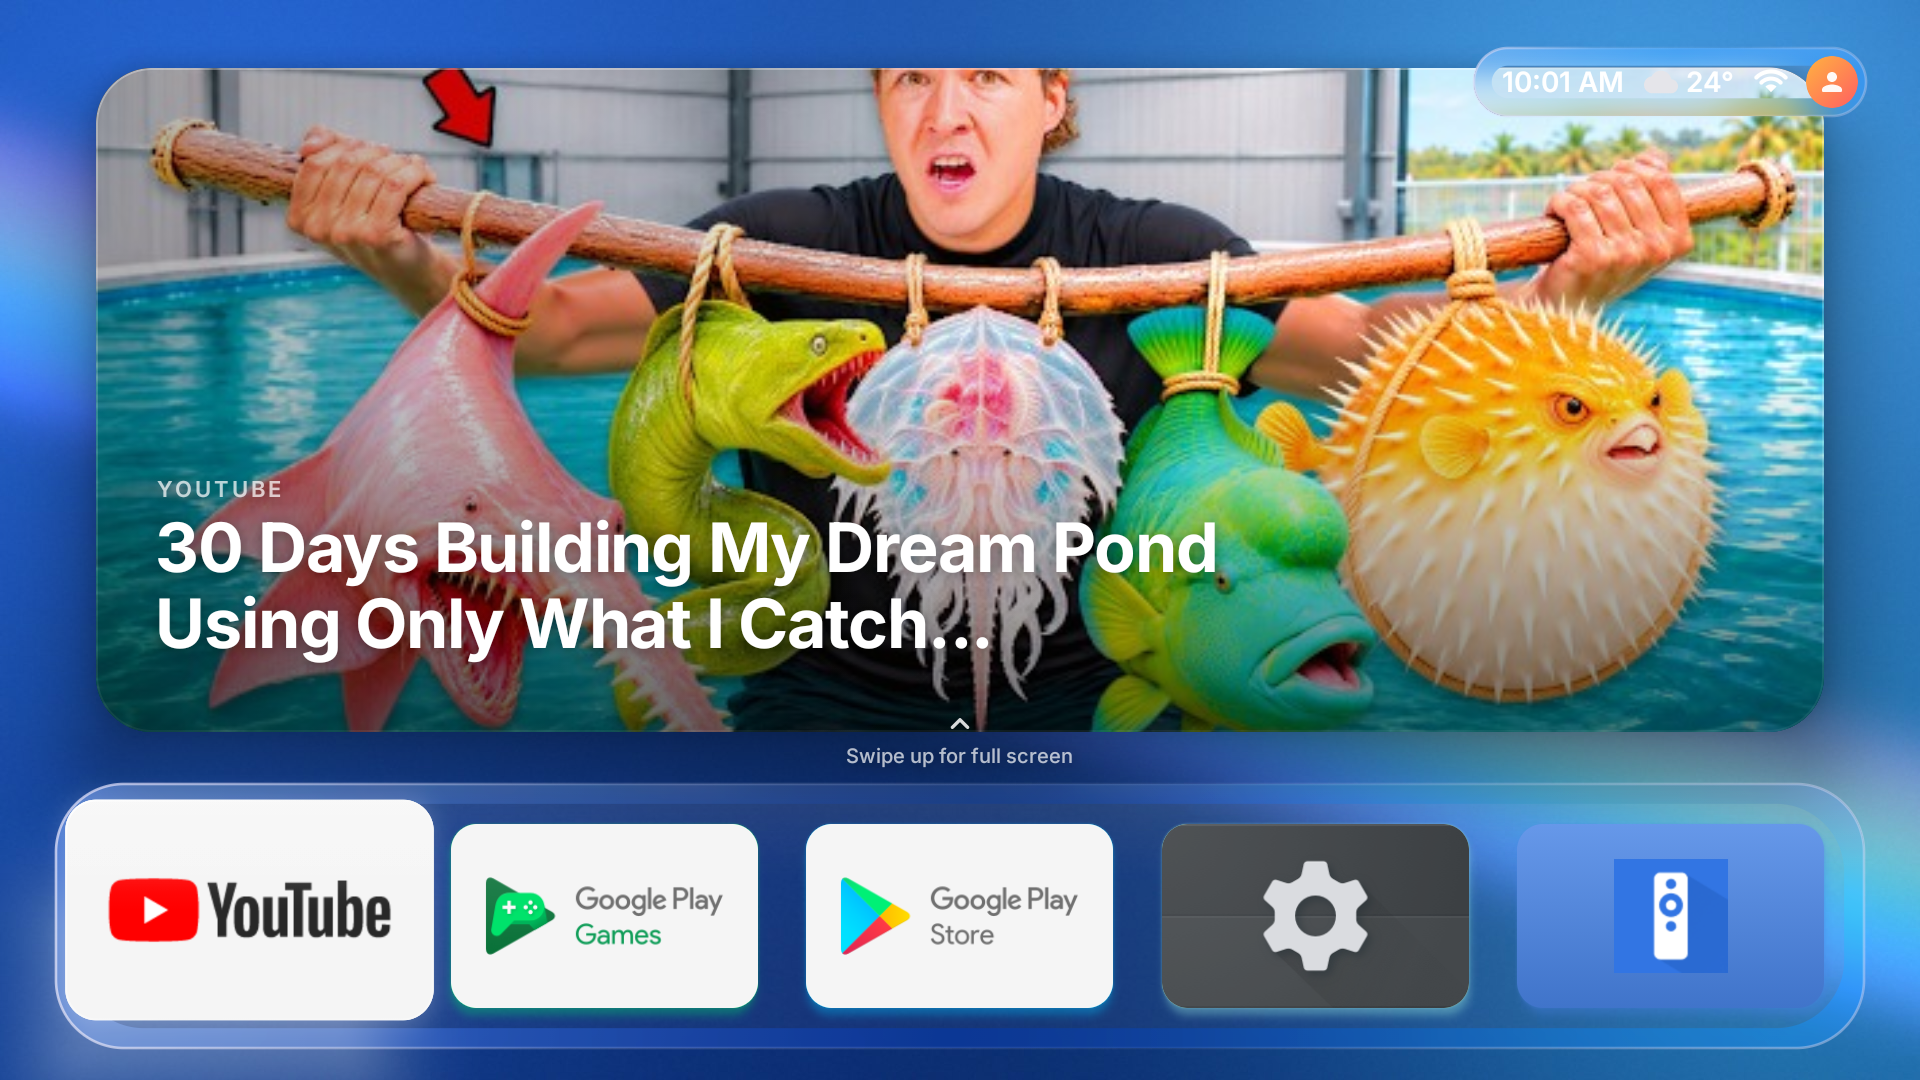 10:01 AM 24°
YOUTUBE
30 Days Building My Dream Pond
Using Only What I Catch...
Swipe up for full screen
YouTube
Google Play
Games
Google Play
Store